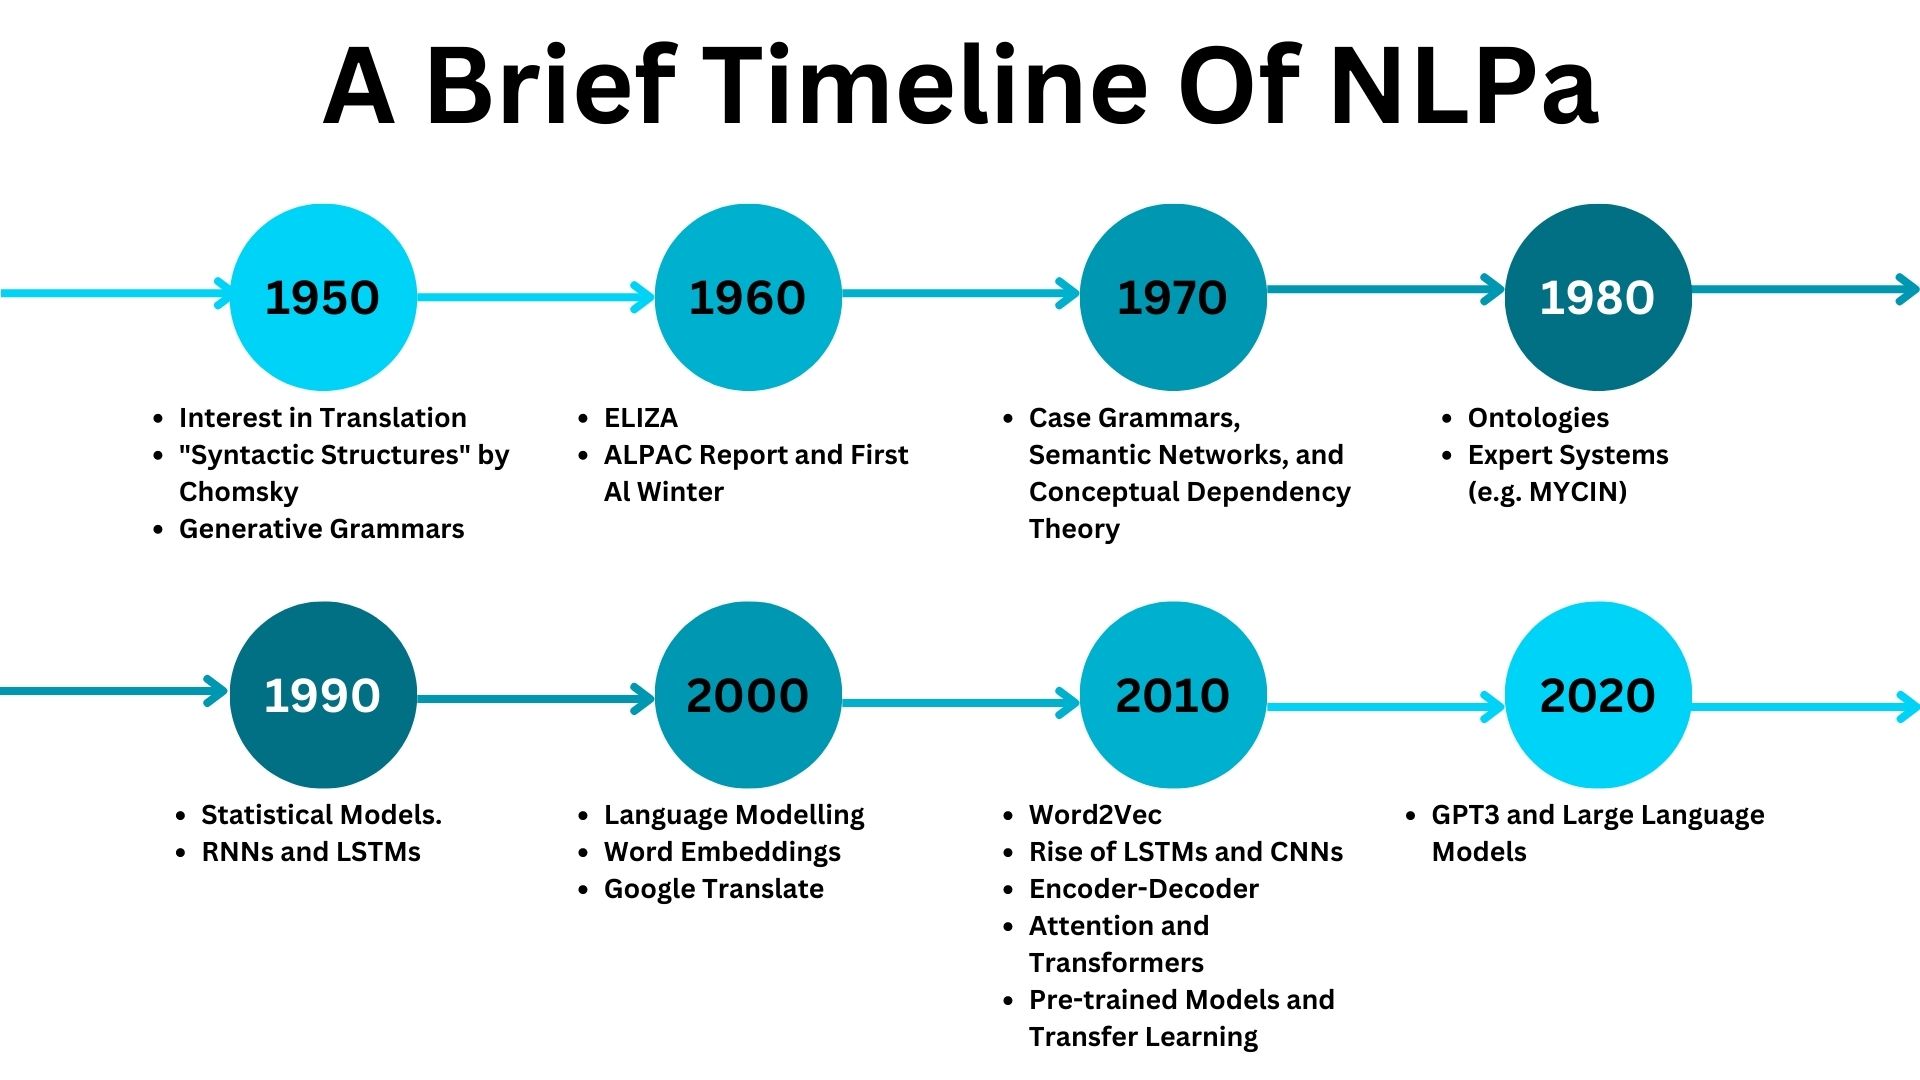 A Brief Timeline Of NLPa
1950
1960
1970
1980
• Interest in Translation
• "Syntactic Structures" by
Chomsky
• Generative Grammars
• ELIZA
• ALPAC Report and First
Al Winter
• Case Grammars,
Semantic Networks, and
Conceptual Dependency
Theory
• Ontologies
• Expert Systems
(e.g. MYCIN)
1990
2000
2010
2020
• Statistical Models.
• RNNs and LSTMs
• Language Modelling
• Word Embeddings
• Google Translate
• Word2Vec
• Rise of LSTMs and CNNs
• Encoder-Decoder
• Attention and
Transformers
• Pre-trained Models and
Transfer Learning
• GPT3 and Large Language
Models